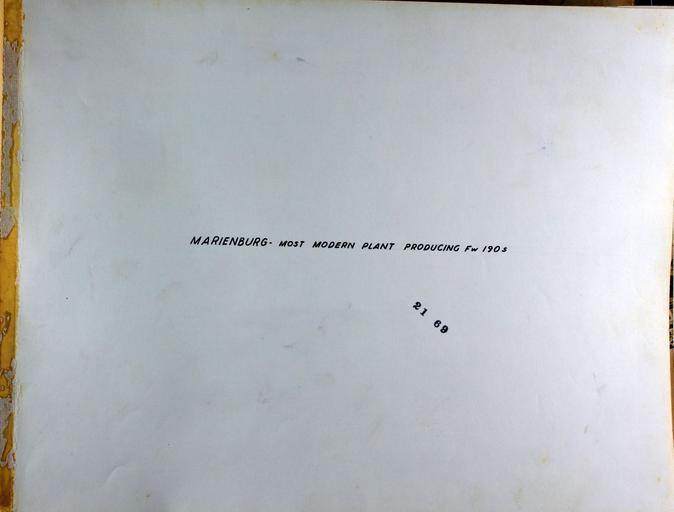 MARIENBURG- MOST MODERN PLANT PRODUCING Fw 190s
21 69